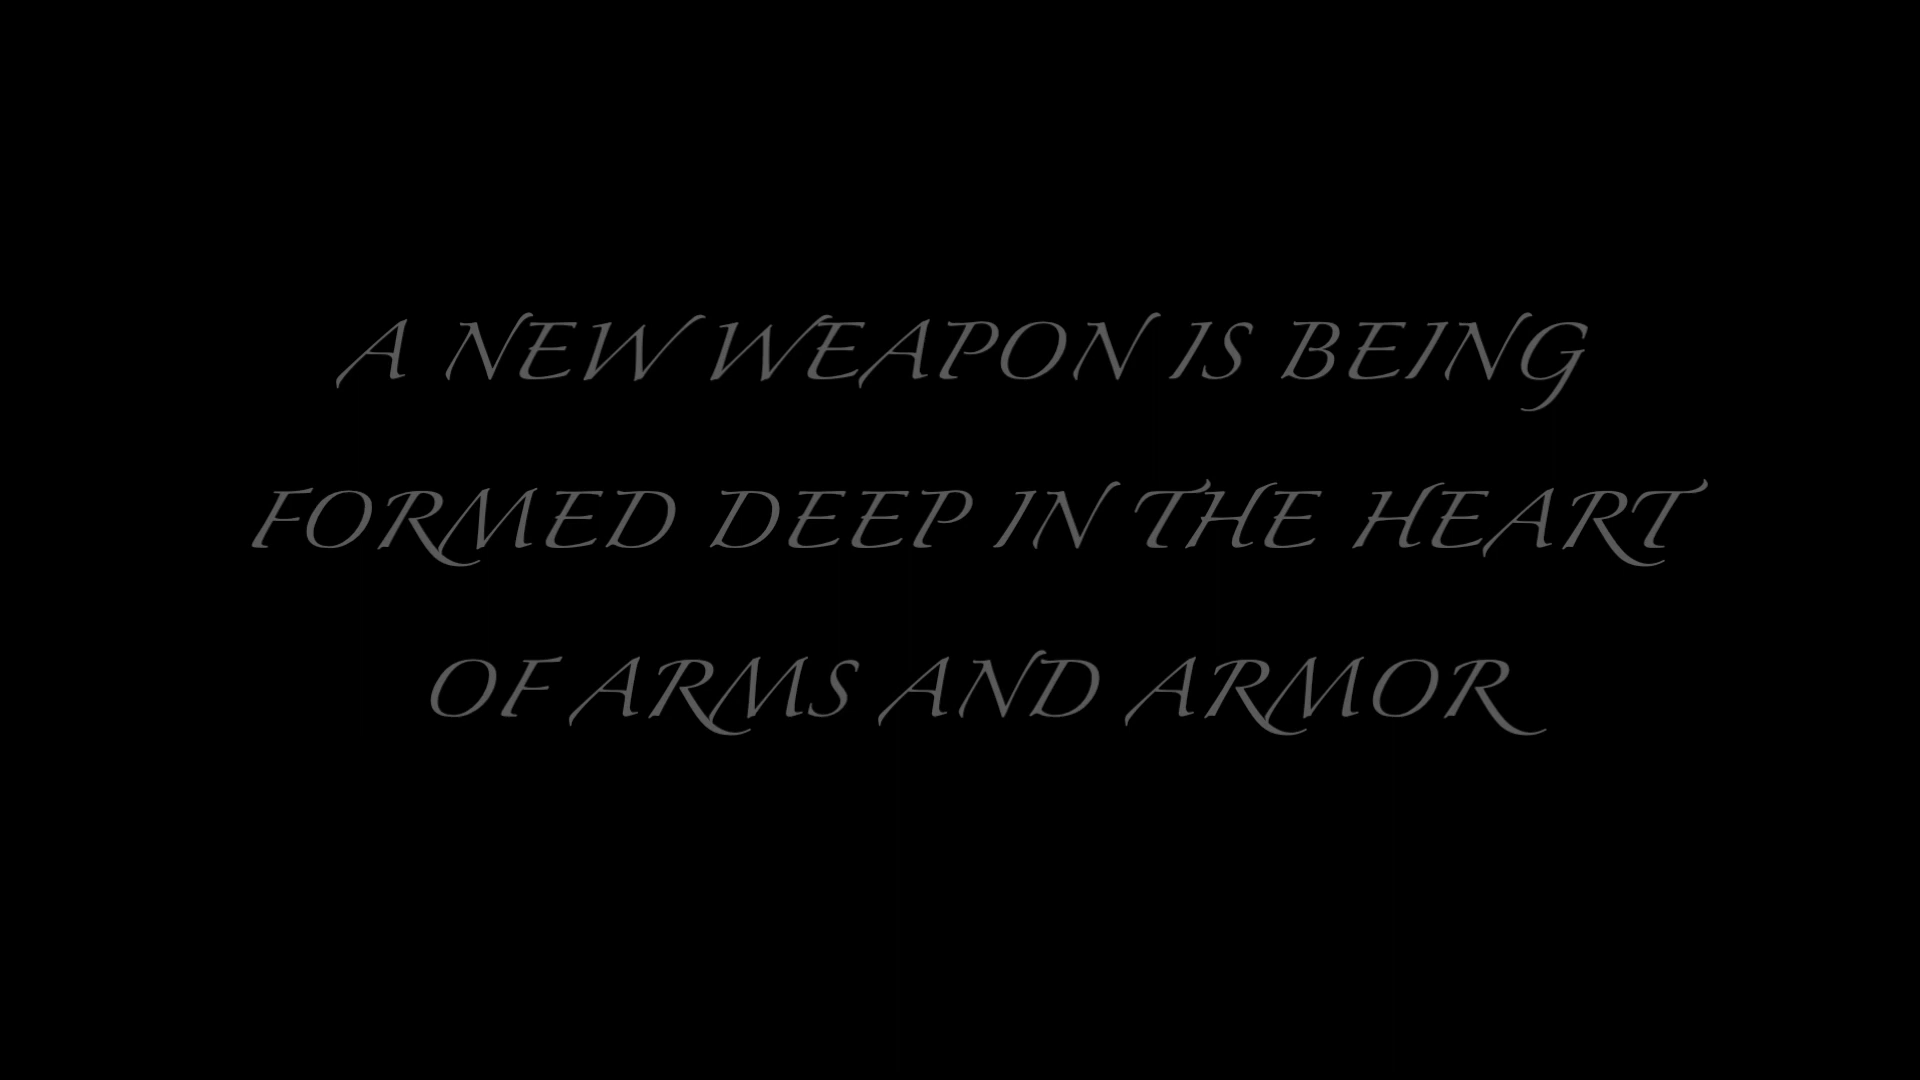 A NEW WEAPON IS BEING
FORMED DEEP IN THE HEART
OF ARMS AND ARMOR